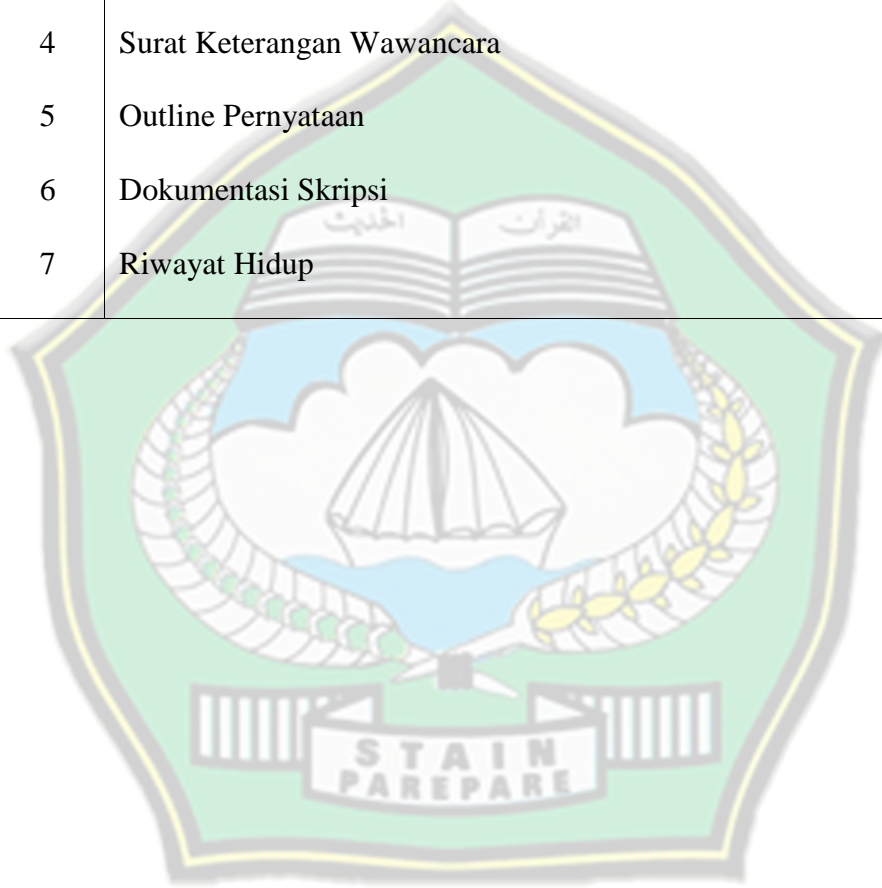 4 Surat Keterangan Wawancara
5 Outline Pernyataan
6 Dokumentasi Skripsi
7 Riwayat Hidup
الحديث القرآن
STAIN
PAREPARE